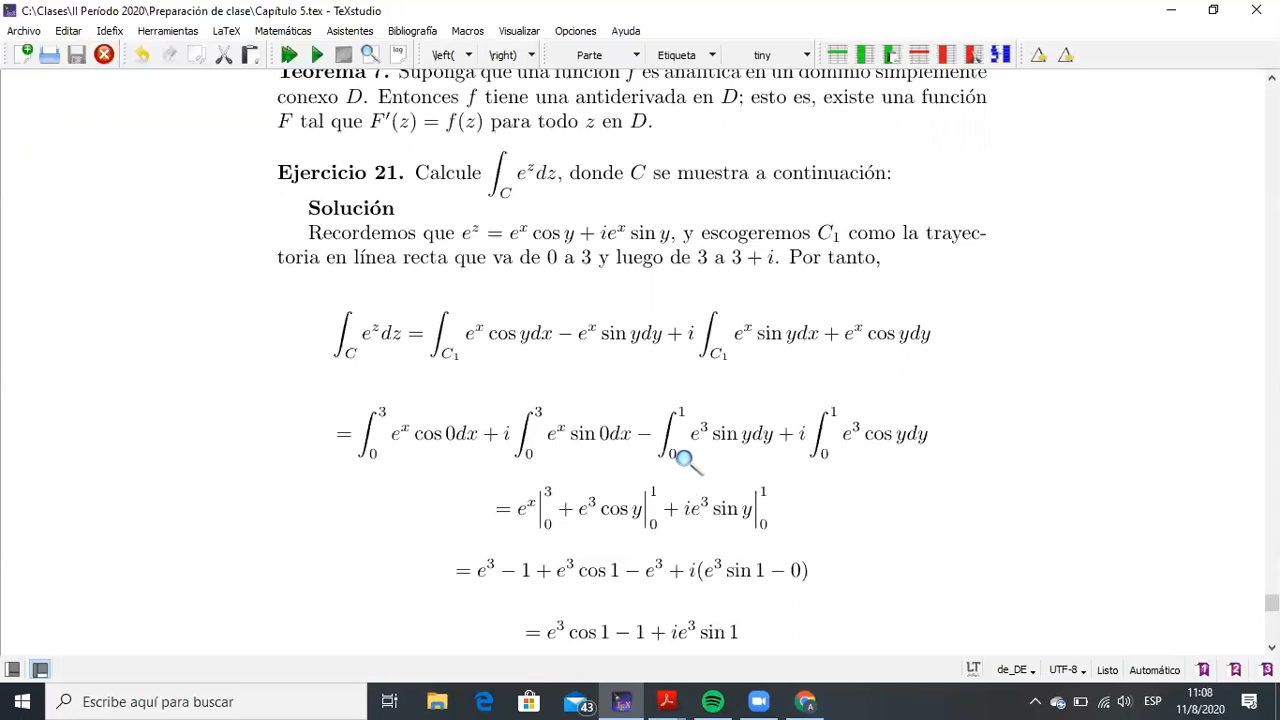 C:\Clases\II Período 2020\Preparación de clase\Capítulo 5.tex - TeXstudio
Archivo Editar Idefix Herramientas LaTeX Matemáticas Asistentes Bibliografía Macros Visualizar Opciones Ayuda
log \left( \right) Parte Etiqueta tiny
Teorema 7. Suponga que una función f es analítica en un dominio simplemente
conexo D. Entonces f tiene una antiderivada en D; esto es, existe una función
F tal que F′(z) = f(z) para todo z en D.
Ejercicio 21. Calcule ∫_C e^z dz, donde C se muestra a continuación:
Solución
Recordemos que e^z = e^x cos y + ie^x sin y, y escogeremos C₁ como la trayec-
toria en línea recta que va de 0 a 3 y luego de 3 a 3 + i. Por tanto,
∫_C e^z dz = ∫_{C₁} e^x cos ydx − e^x sin ydy + i ∫_{C₁} e^x sin ydx + e^x cos ydy
= ∫_0^3 e^x cos 0dx + i ∫_0^3 e^x sin 0dx − ∫_0^1 e^3 sin ydy + i ∫_0^1 e^3 cos ydy
= e^x|_0^3 + e^3 cos y|_0^1 + ie^3 sin y|_0^1
= e^3 − 1 + e^3 cos 1 − e^3 + i(e^3 sin 1 − 0)
= e^3 cos 1 − 1 + ie^3 sin 1
LT de_DE UTF-8 Listo Automático 1 2 3
Escribe aquí para buscar 43 ESP 11:08
11/8/2020